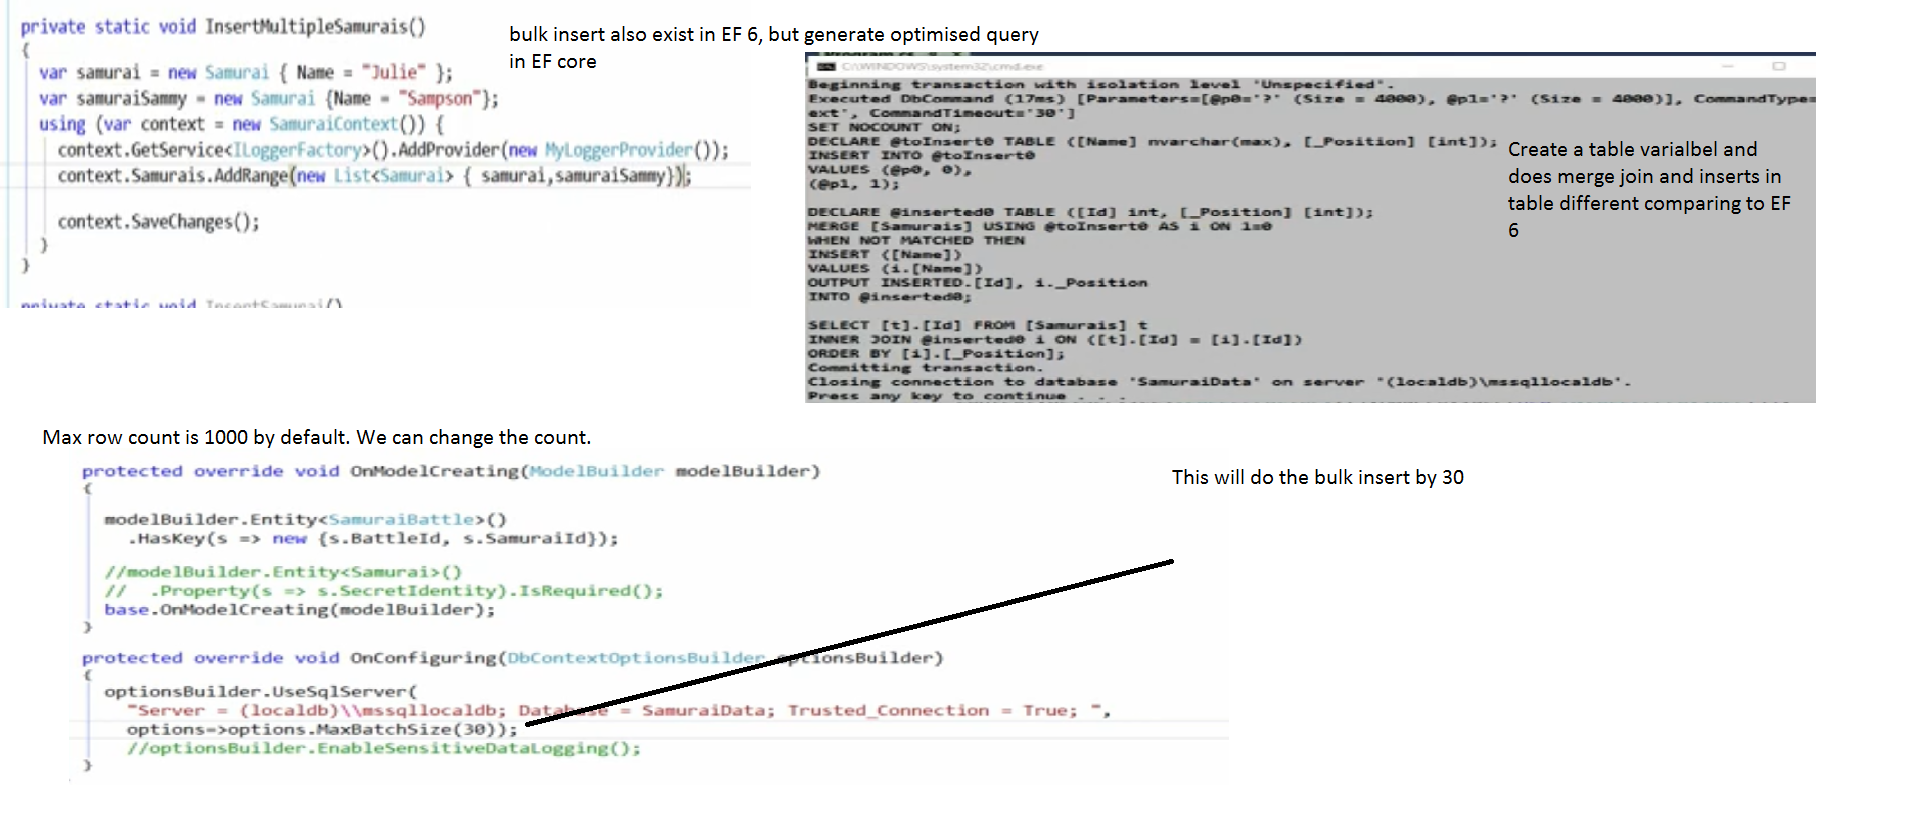 private static void InsertMultipleSamurais()
{
var samurai = new Samurai { Name = "Julie" };
var samuraiSammy = new Samurai {Name = "Sampson"};
using (var context = new SamuraiContext()) {
context.GetService<ILoggerFactory>().AddProvider(new MyLoggerProvider());
context.Samurais.AddRange(new List<Samurai> { samurai,samuraiSammy});
context.SaveChanges();
}
}
private static void InsertSamurai()
bulk insert also exist in EF 6, but generate optimised query
in EF core
C:\WINDOWS\system32\cmd.exe
Beginning transaction with isolation level 'Unspecified'.
Executed DbCommand (17ms) [Parameters=[@p0='?' (Size = 4000), @p1='?' (Size = 4000)], CommandType=
ext', CommandTimeout='30']
SET NOCOUNT ON;
DECLARE @toInsert0 TABLE ([Name] nvarchar(max), [_Position] [int]);
INSERT INTO @toInsert0
VALUES (@p0, 0),
(@p1, 1);
DECLARE @inserted0 TABLE ([Id] int, [_Position] [int]);
MERGE [Samurais] USING @toInsert0 AS i ON 1=0
WHEN NOT MATCHED THEN
INSERT ([Name])
VALUES (i.[Name])
OUTPUT INSERTED.[Id], i._Position
INTO @inserted0;
SELECT [t].[Id] FROM [Samurais] t
INNER JOIN @inserted0 i ON ([t].[Id] = [i].[Id])
ORDER BY [i].[_Position];
Committing transaction.
Closing connection to database 'SamuraiData' on server '(localdb)\mssqllocaldb'.
Press any key to continue . . .
Create a table varialbel and
does merge join and inserts in
table different comparing to EF
6
Max row count is 1000 by default. We can change the count.
protected override void OnModelCreating(ModelBuilder modelBuilder)
{
modelBuilder.Entity<SamuraiBattle>()
.HasKey(s => new {s.BattleId, s.SamuraiId});
//modelBuilder.Entity<Samurai>()
// .Property(s => s.SecretIdentity).IsRequired();
base.OnModelCreating(modelBuilder);
}
protected override void OnConfiguring(DbContextOptionsBuilder optionsBuilder)
{
optionsBuilder.UseSqlServer(
"Server = (localdb)\\mssqllocaldb; Database = SamuraiData; Trusted_Connection = True; ",
options=>options.MaxBatchSize(30));
//optionsBuilder.EnableSensitiveDataLogging();
}
This will do the bulk insert by 30